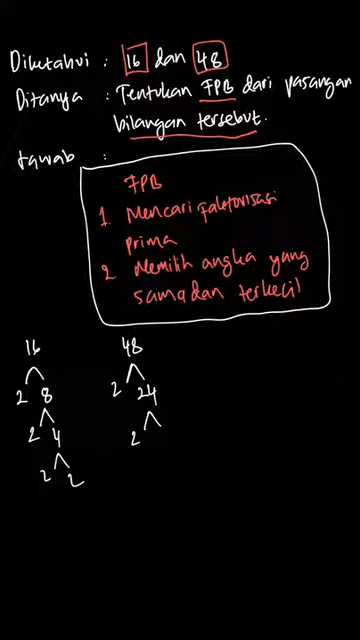 Diketahui : 16 dan 48
Ditanya : Tentukan FPB dari pasangan
bilangan tersebut.
Jawab :
FPB
1. Mencari Faktorisasi
prima
2. Memilih angka yang
sama dan terkecil
16 48
2 8 2 24
2 4 2
2 2